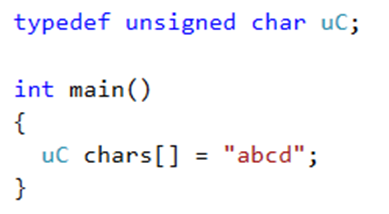 typedef unsigned char uC;
int main()
{
uC chars[] = "abcd";
}